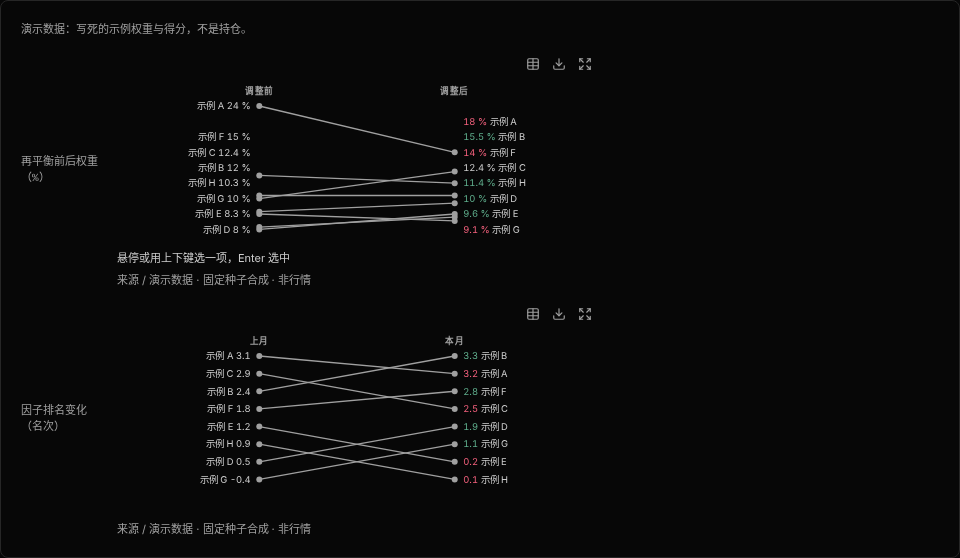 演示数据：写死的示例权重与得分，不是持仓。
调整前 调整后
示例 A 24 %
18 % 示例 A
示例 F 15 % 15.5 % 示例 B
示例 C 12.4 % 14 % 示例 F
示例 B 12 % 12.4 % 示例 C
示例 H 10.3 % 11.4 % 示例 H
示例 G 10 % 10 % 示例 D
示例 E 8.3 % 9.6 % 示例 E
示例 D 8 % 9.1 % 示例 G
再平衡前后权重
（%）
悬停或用上下键选一项，Enter 选中
来源 / 演示数据 · 固定种子合成 · 非行情
上月 本月
示例 A 3.1 3.3 示例 B
示例 C 2.9 3.2 示例 A
示例 B 2.4 2.8 示例 F
示例 F 1.8 2.5 示例 C
示例 E 1.2 1.9 示例 D
示例 H 0.9 1.1 示例 G
示例 D 0.5 0.2 示例 E
示例 G -0.4 0.1 示例 H
因子排名变化
（名次）
来源 / 演示数据 · 固定种子合成 · 非行情